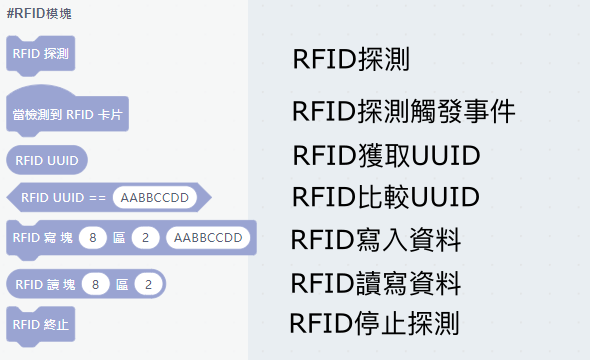 #RFID模塊
RFID 探測
RFID探測
當檢測到 RFID 卡片
RFID探測觸發事件
RFID UUID
RFID獲取UUID
RFID UUID == AABBCCDD
RFID比較UUID
RFID 寫 塊 8 區 2 AABBCCDD
RFID寫入資料
RFID 讀 塊 8 區 2
RFID讀寫資料
RFID 終止
RFID停止探測